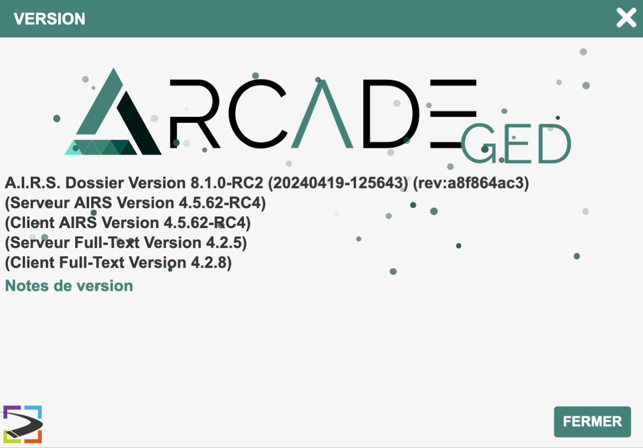 VERSION
ARCADE
GED
A.I.R.S. Dossier Version 8.1.0-RC2 (20240419-125643) (rev:a8f864ac3)
(Serveur AIRS Version 4.5.62-RC4)
(Client AIRS Version 4.5.62-RC4)
(Serveur Full-Text Version 4.2.5)
(Client Full-Text Version 4.2.8)
Notes de version
FERMER